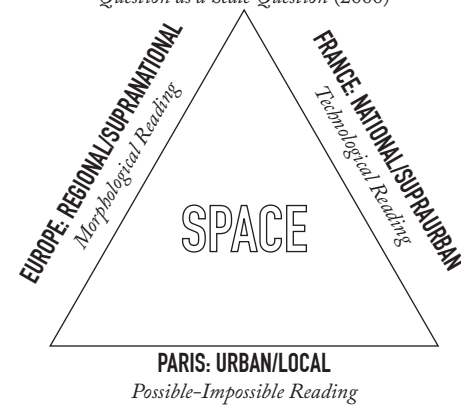 Question as a Scale Question (2000)
EUROPE: REGIONAL/SUPRANATIONAL
Morphological Reading
FRANCE: NATIONAL/SUPRAURBAN
Technological Reading
SPACE
PARIS: URBAN/LOCAL
Possible-Impossible Reading